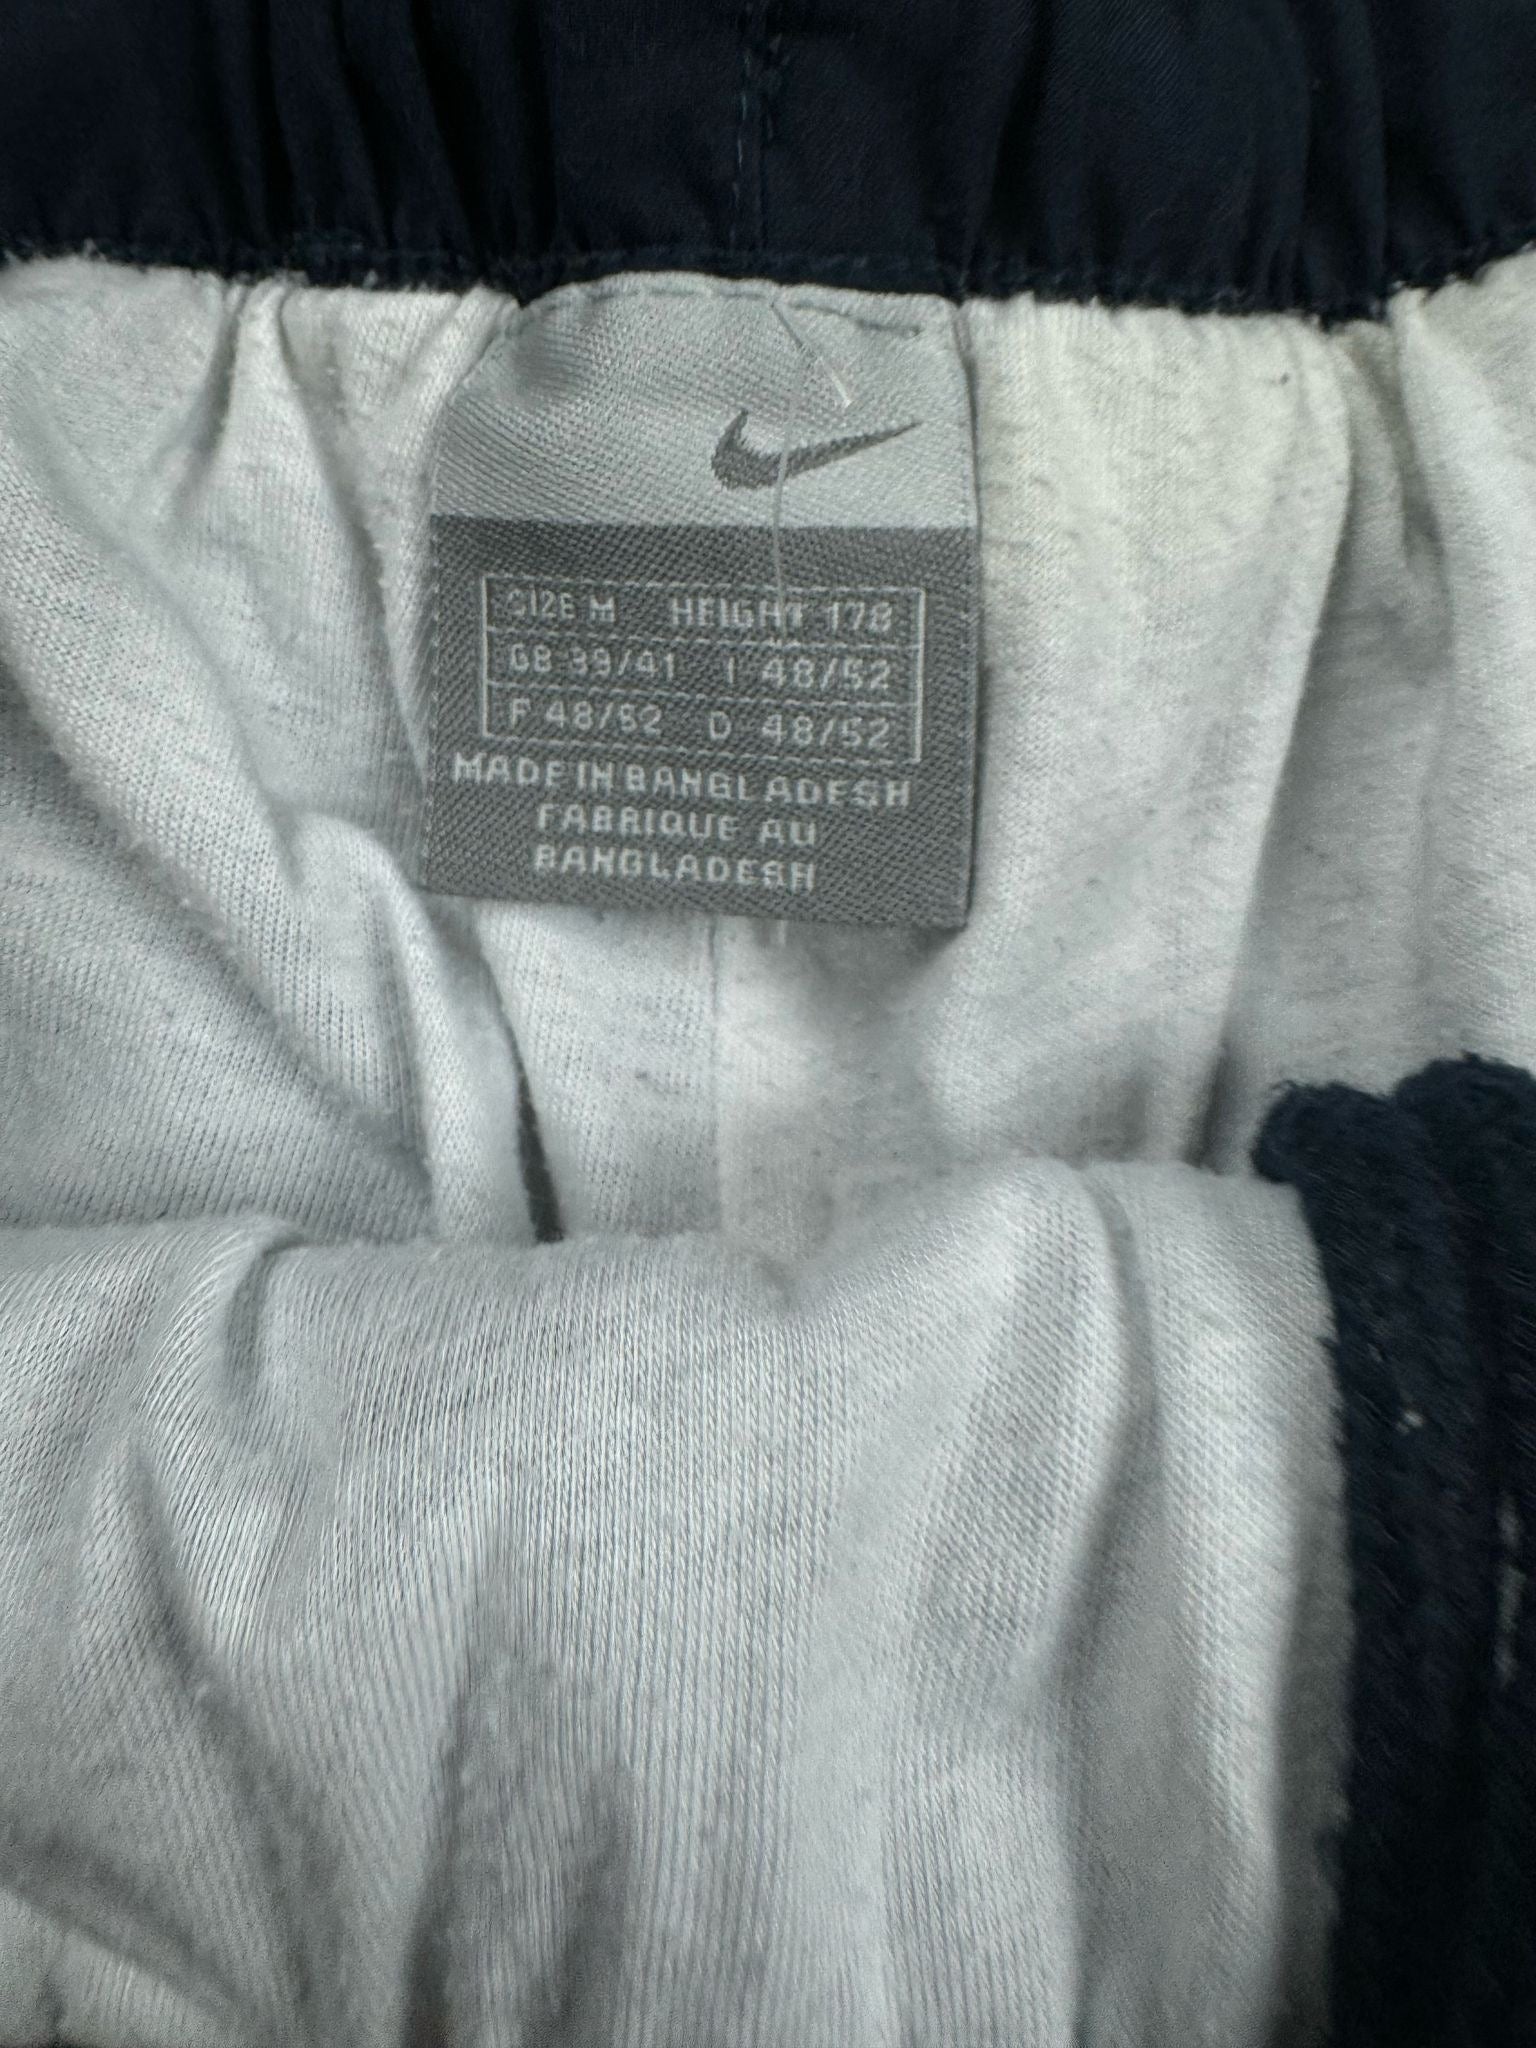 SIZE M HEIGHT 178
GB 39/41 I 48/52
F 48/52 D 48/52
MADE IN BANGLADESH
FABRIQUE AU
BANGLADESH